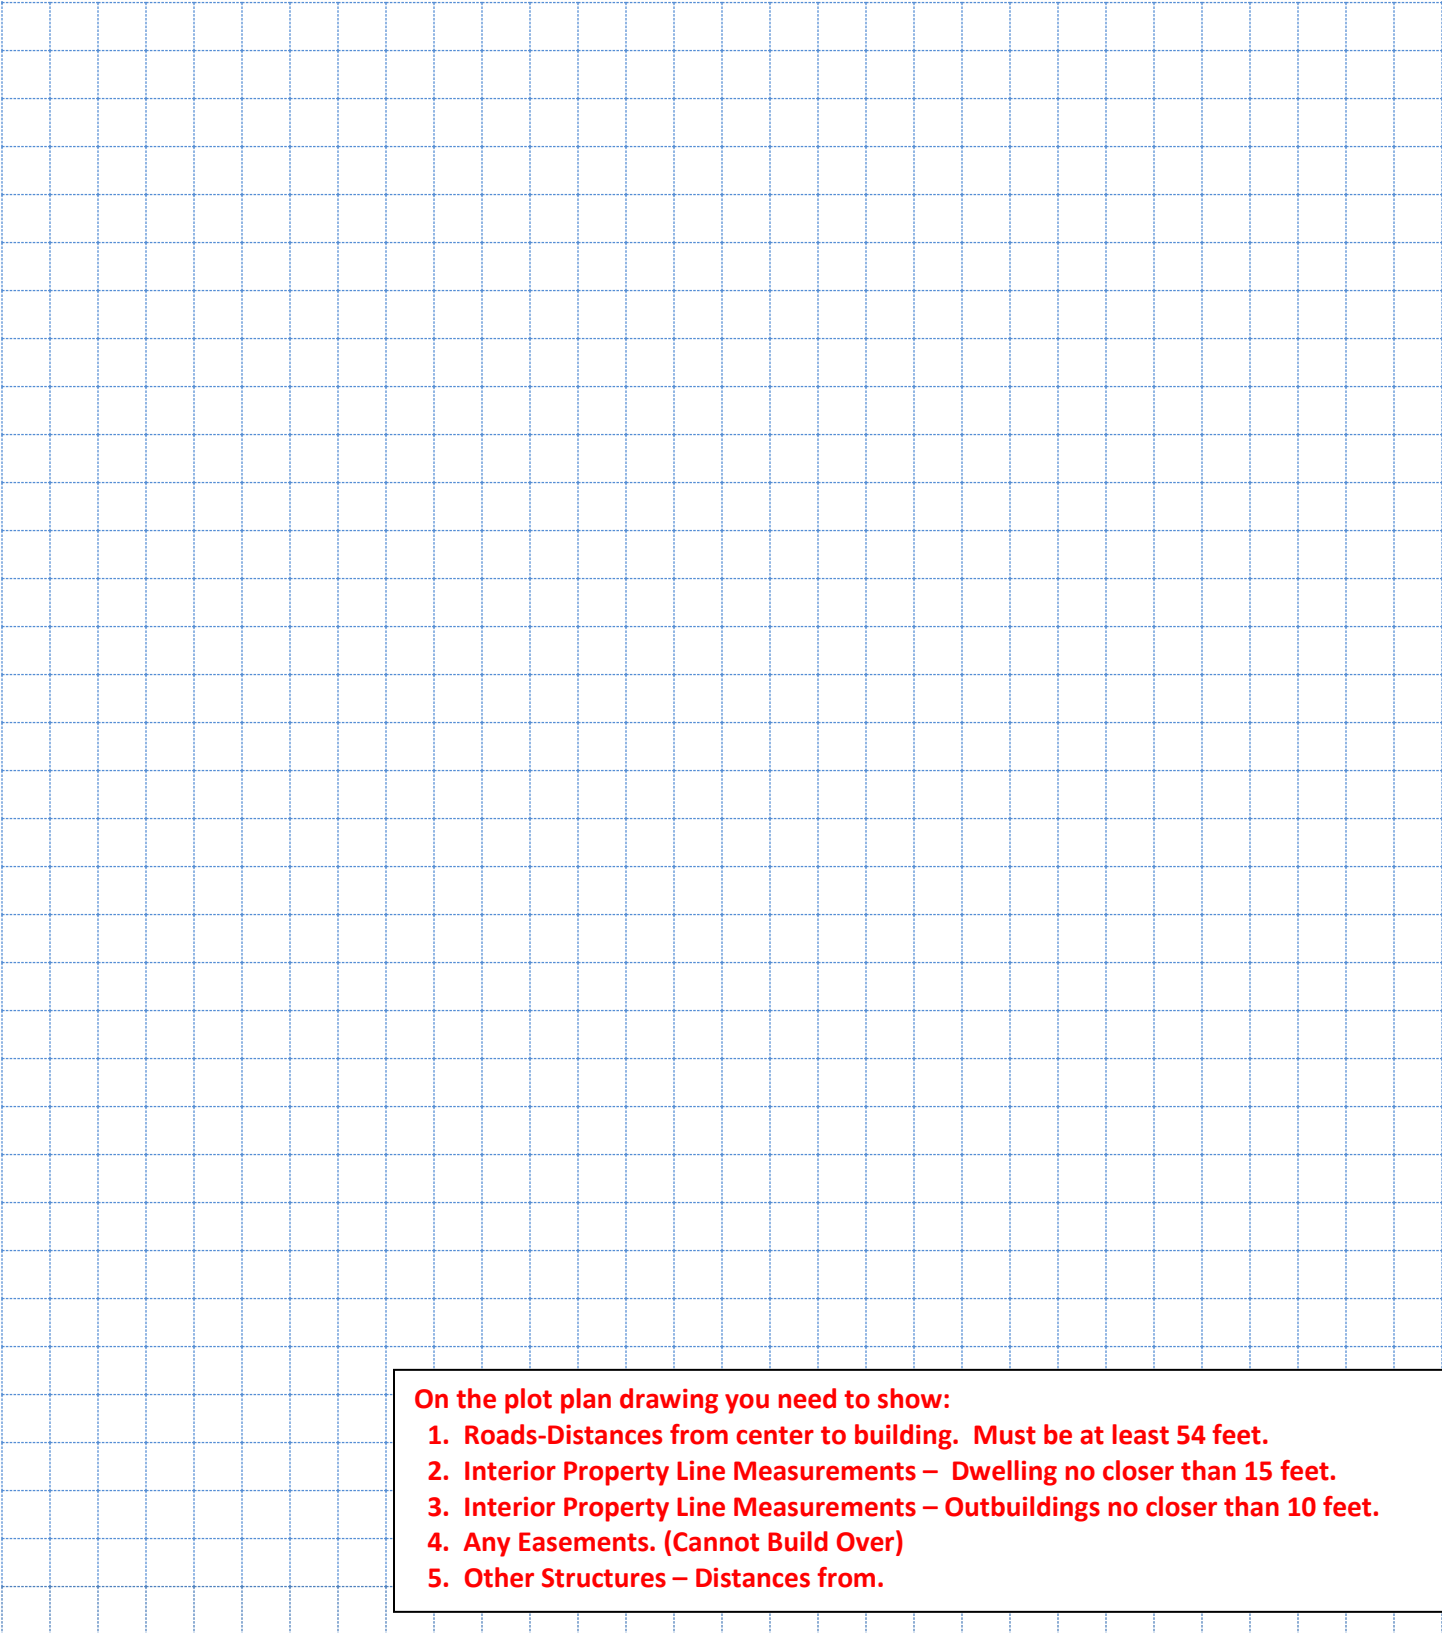 On the plot plan drawing you need to show:
1. Roads-Distances from center to building.  Must be at least 54 feet.
2. Interior Property Line Measurements –  Dwelling no closer than 15 feet.
3. Interior Property Line Measurements – Outbuildings no closer than 10 feet.
4. Any Easements. (Cannot Build Over)
5. Other Structures – Distances from.